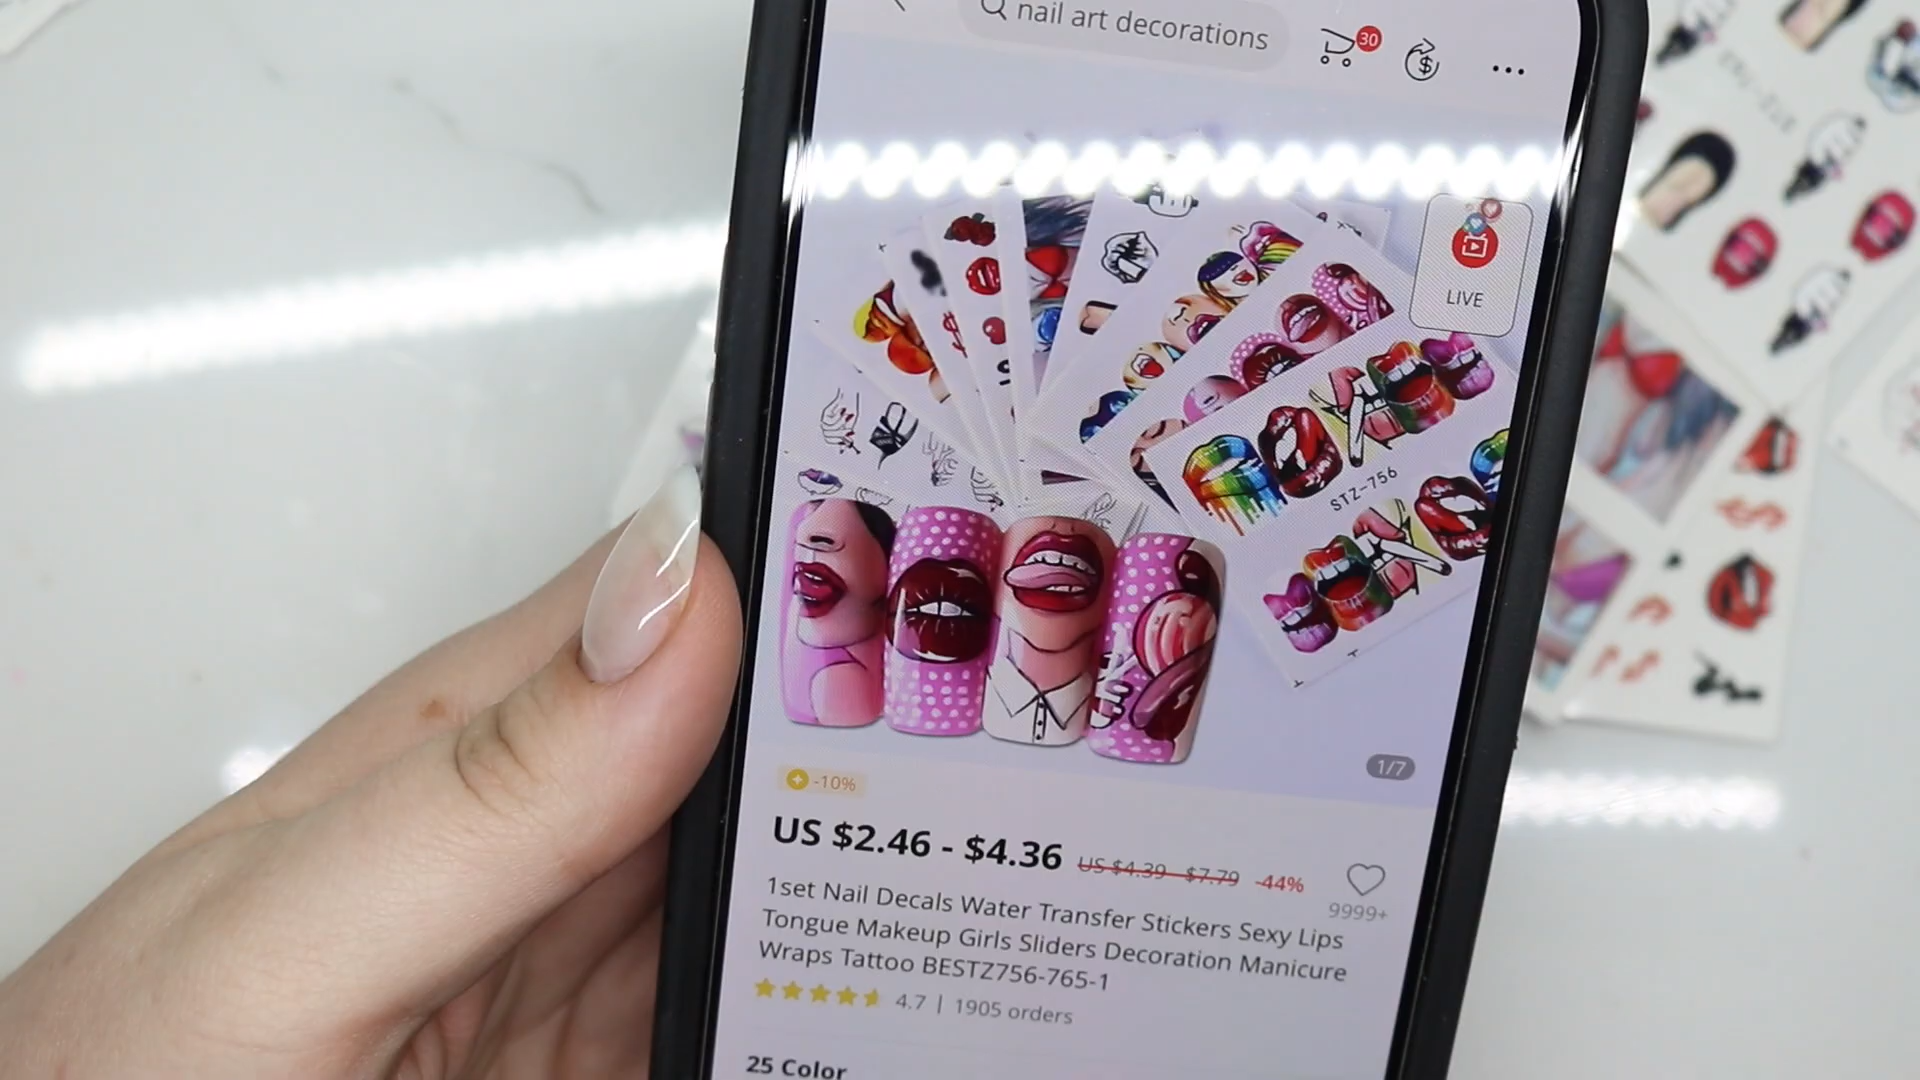 nail art decorations
30
LIVE
STZ-756
1/7
-10%
US $2.46 - $4.36 US $4.39 - $7.79 -44%
9999+
1set Nail Decals Water Transfer Stickers Sexy Lips
Tongue Makeup Girls Sliders Decoration Manicure
Wraps Tattoo BESTZ756-765-1
4.7 | 1905 orders
25 Color